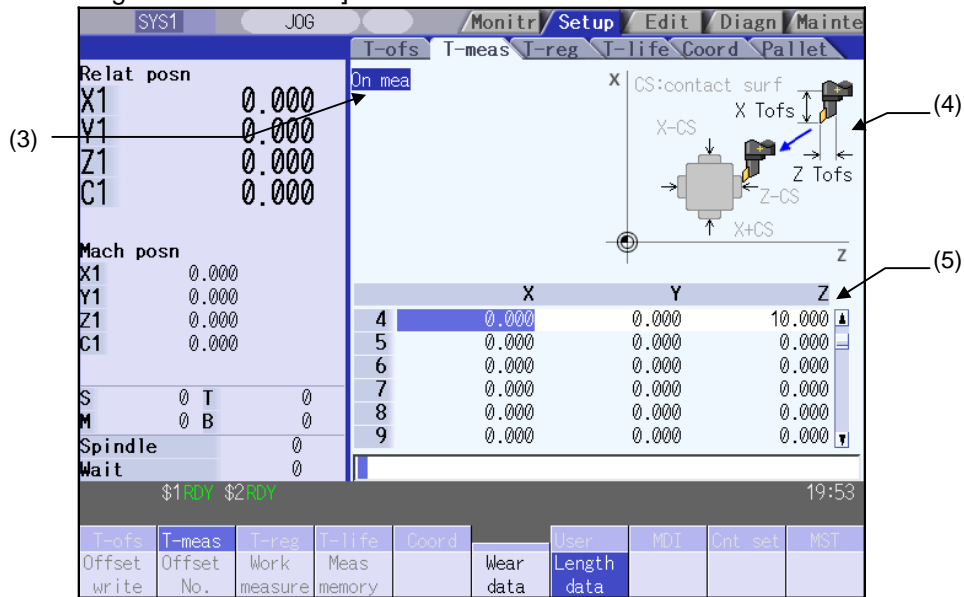 SYS1 JOG Monitr Setup Edit Diagn Mainte
T-ofs T-meas T-reg T-life Coord Pallet
Relat posn
X1 0.000
Y1 0.000
Z1 0.000
C1 0.000
Mach posn
X1 0.000
Y1 0.000
Z1 0.000
C1 0.000
S 0 T 0
M 0 B 0
Spindle 0
Wait 0
(3)
On mea
X CS:contact surf
X Tofs
(4)
X-CS
Z Tofs
Z-CS
X+CS
Z
(5)
X Y Z
4 0.000 0.000 10.000
5 0.000 0.000 0.000
6 0.000 0.000 0.000
7 0.000 0.000 0.000
8 0.000 0.000 0.000
9 0.000 0.000 0.000
$1 RDY $2 RDY 19:53
T-ofs T-meas T-reg T-life Coord User MDI Cnt set MST
Offset Offset Work Meas Wear Length
write No. measure memory data data